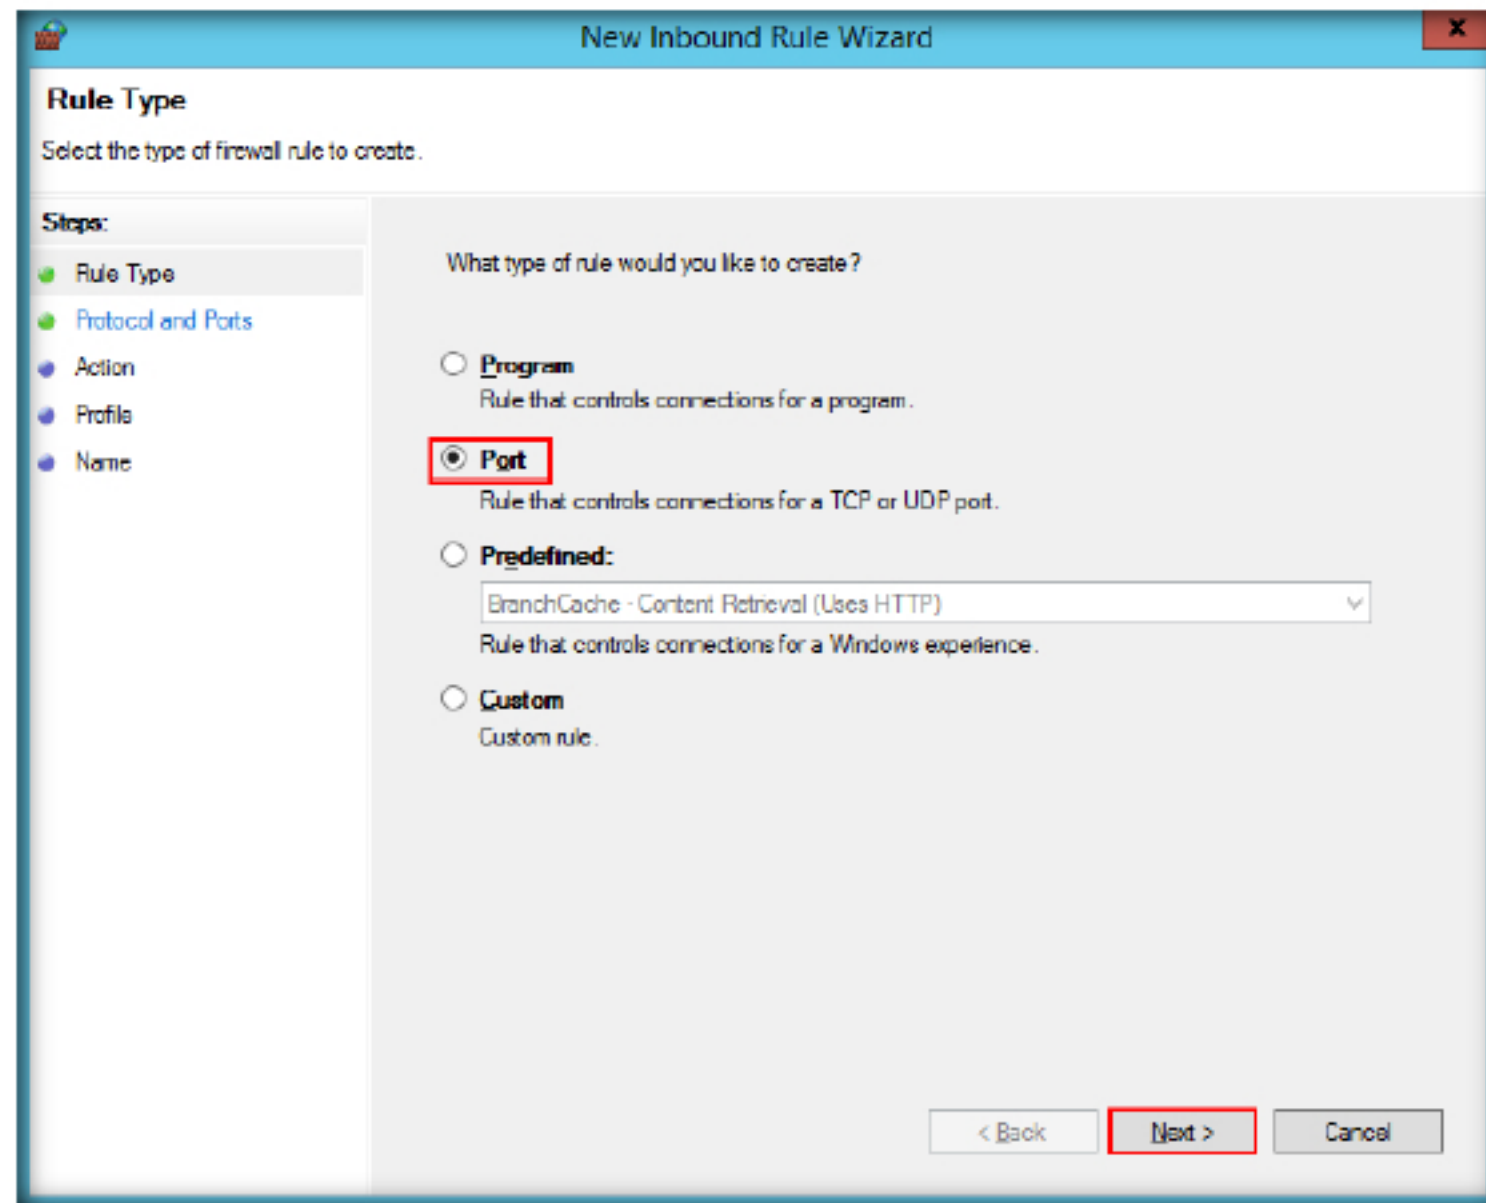 New Inbound Rule Wizard
x
Rule Type
Select the type of firewall rule to create.
Steps:
Rule Type
Protocol and Ports
Action
Profile
Name
What type of rule would you like to create?
Program
Rule that controls connections for a program.
Port
Rule that controls connections for a TCP or UDP port.
Predefined:
BranchCache - Content Retrieval (Uses HTTP)
Rule that controls connections for a Windows experience.
Custom
Custom rule.
< Back
Next >
Cancel